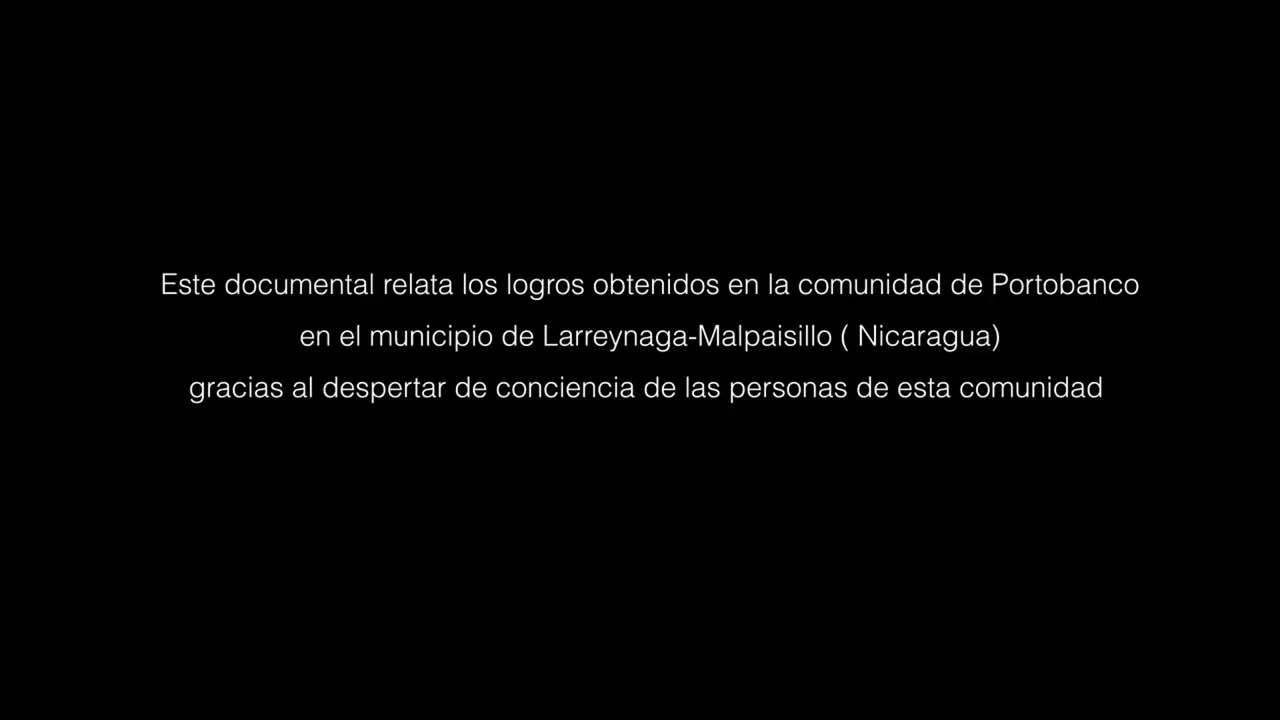 Este documental relata los logros obtenidos en la comunidad de Portobanco
en el municipio de Larreynaga-Malpaisillo ( Nicaragua)
gracias al despertar de conciencia de las personas de esta comunidad